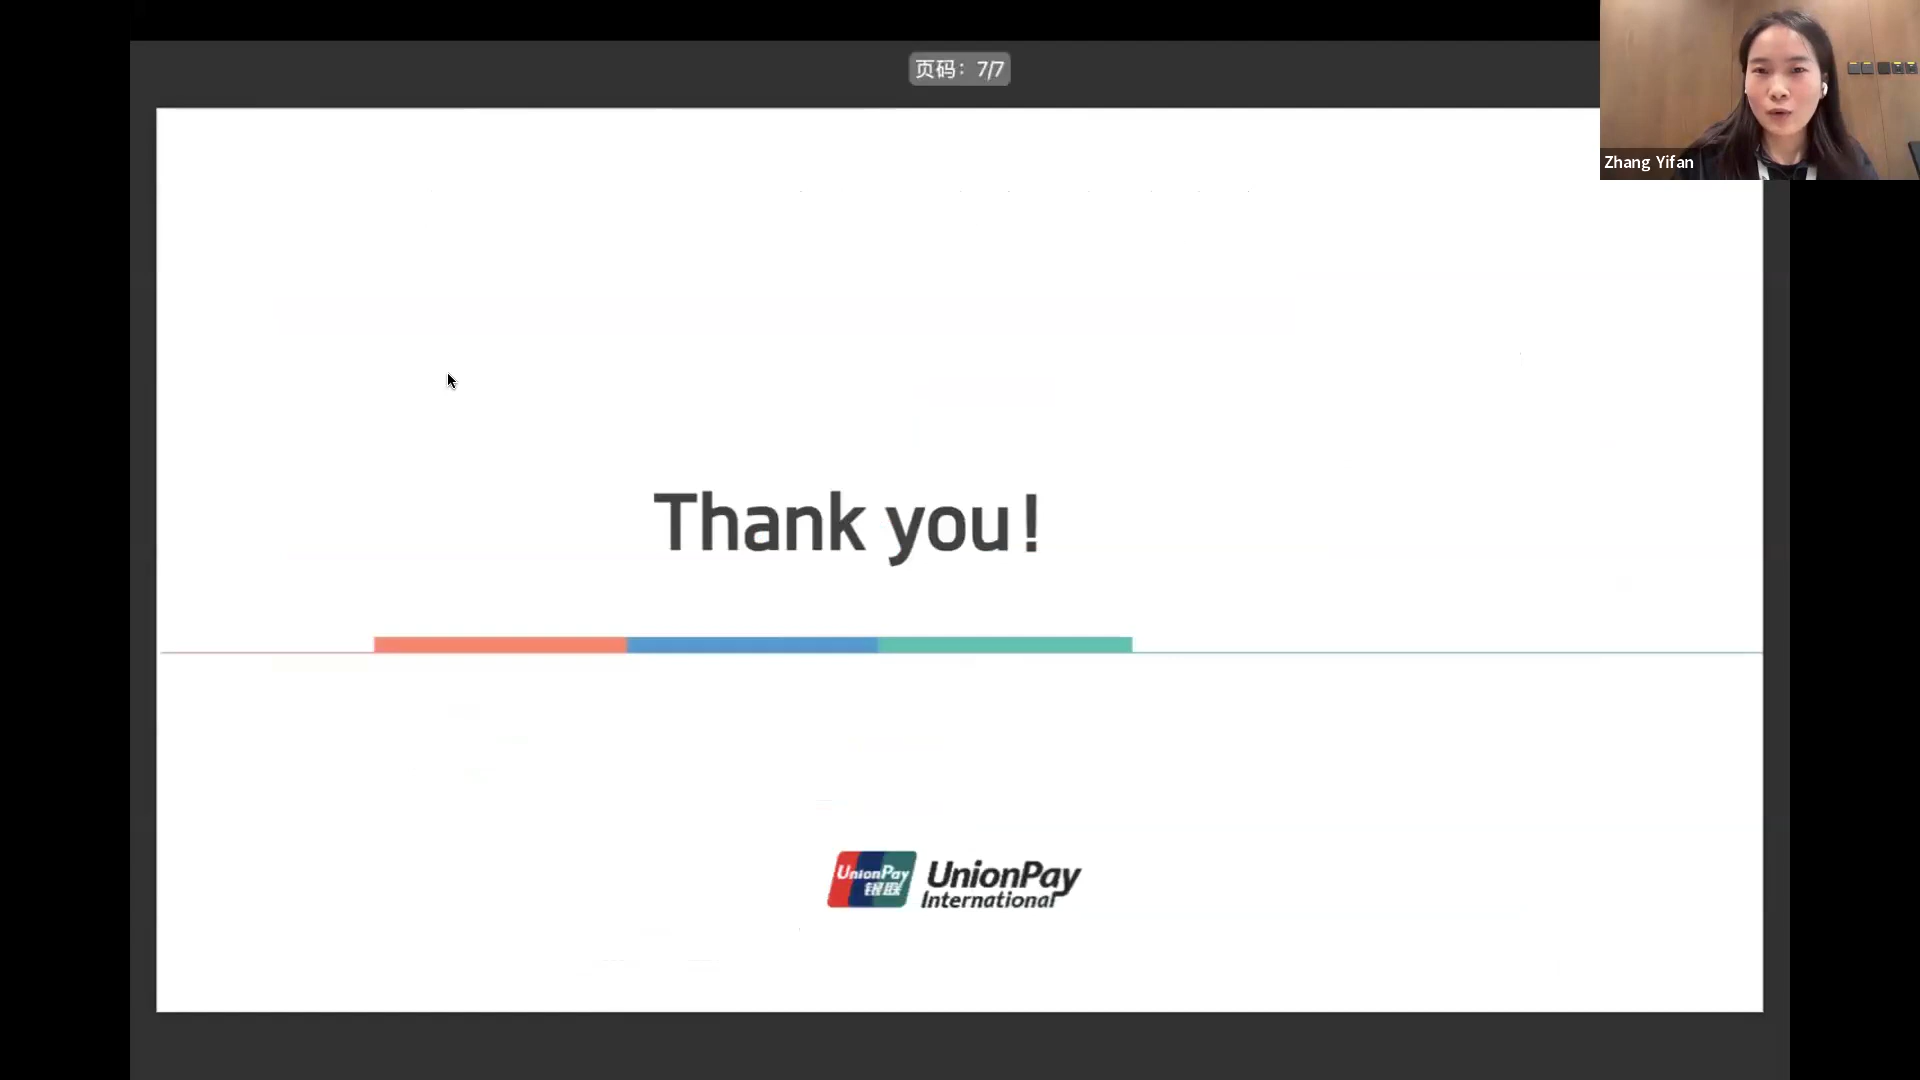 页码：7/7
Zhang Yifan
Thank you!
UnionPay
银联
UnionPay
International